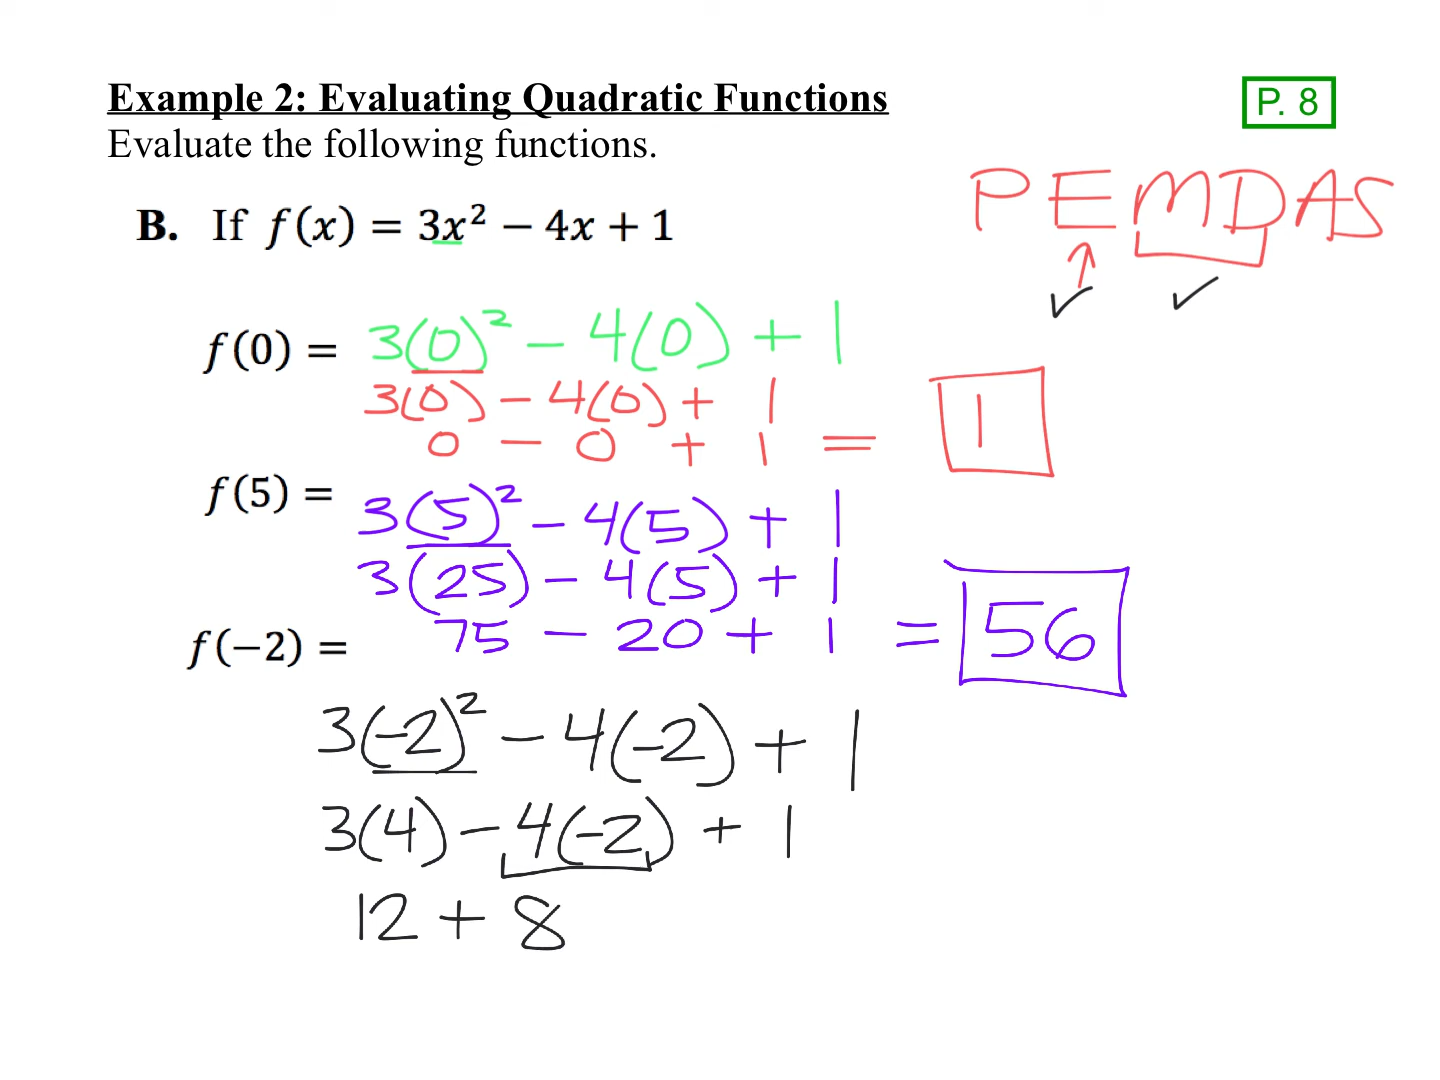 Example 2: Evaluating Quadratic Functions
P. 8
Evaluate the following functions.
PEMDAS
B. If f(x) = 3x² − 4x + 1
f(0) = 3(0)² − 4(0) + 1
3(0) − 4(0) + 1
0 − 0 + 1 = 1
f(5) = 3(5)² − 4(5) + 1
3(25) − 4(5) + 1
75 − 20 + 1 = 56
f(−2) =
3(−2)² − 4(−2) + 1
3(4) − 4(−2) + 1
12 + 8